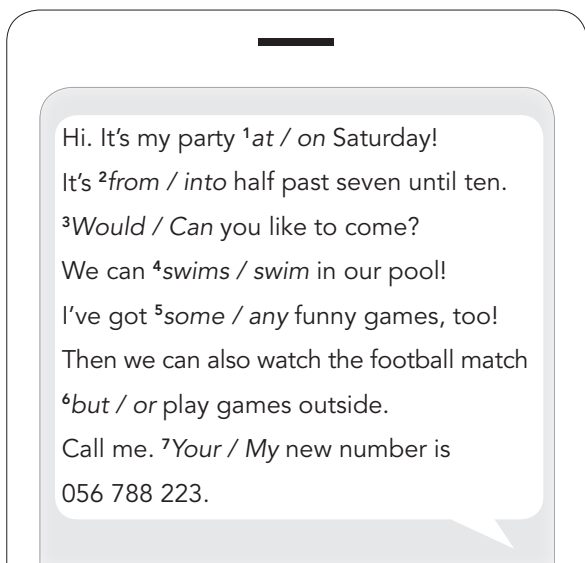 Hi. It's my party ¹at / on Saturday!
It's ²from / into half past seven until ten.
³Would / Can you like to come?
We can ⁴swims / swim in our pool!
I've got ⁵some / any funny games, too!
Then we can also watch the football match
⁶but / or play games outside.
Call me. ⁷Your / My new number is
056 788 223.